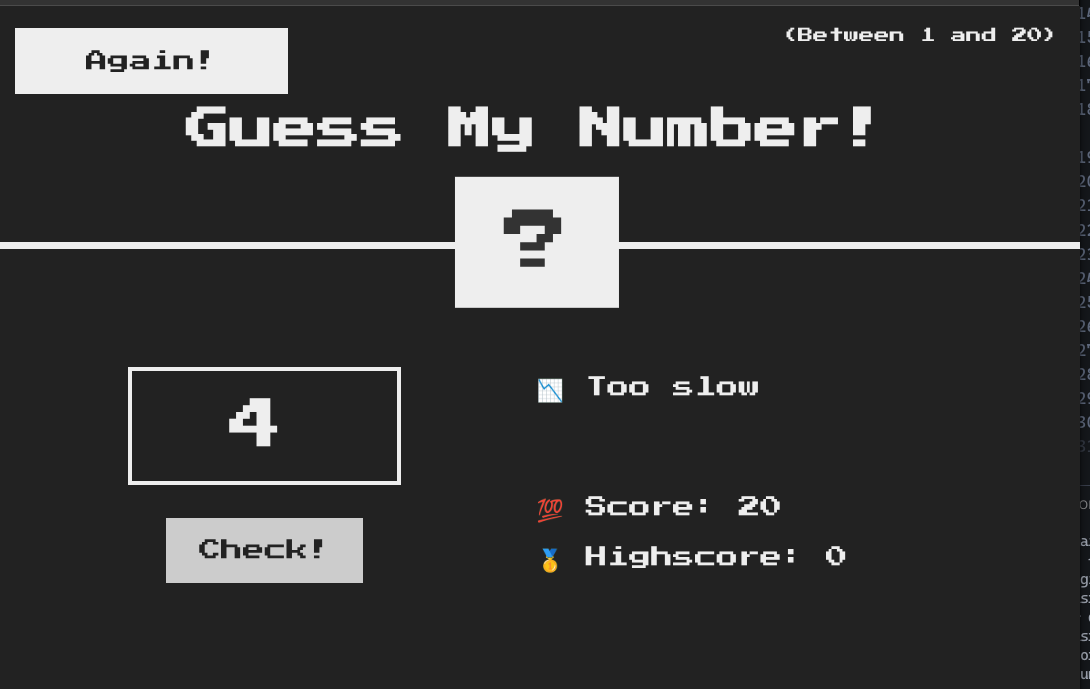 Again!
(Between 1 and 20)
Guess My Number!
?
4
📉 Too slow
Check!
💯 Score: 20
🥇 Highscore: 0